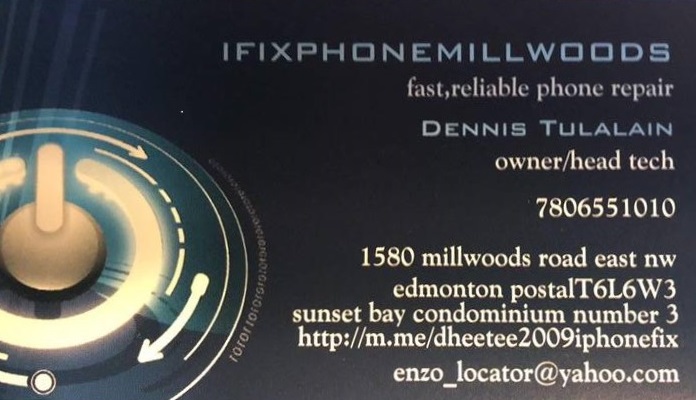 IFIXPHONEMILLWOODS
fast,reliable phone repair
DENNIS TULALAIN
owner/head tech
7806551010
1580 millwoods road east nw
edmonton postalT6L6W3
sunset bay condominium number 3
http://m.me/dheetee2009iphonefix
enzo_locator@yahoo.com